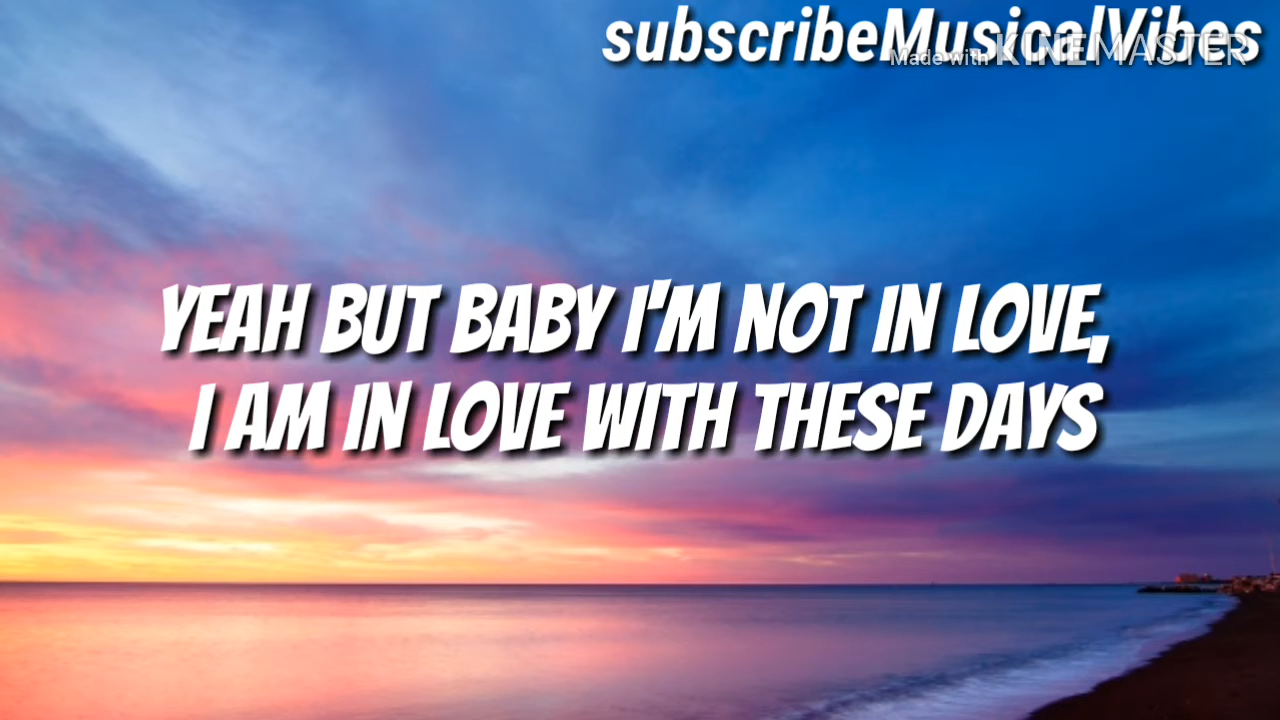 subscribeMusicalVibes
Made with KINEMASTER
YEAH BUT BABY I'M NOT IN LOVE,
I AM IN LOVE WITH THESE DAYS